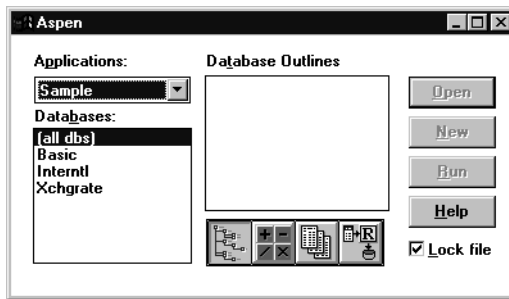 Aspen
Applications:
Sample
Databases:
(all dbs)
Basic
Interntl
Xchgrate
Database Outlines
R
Open
New
Run
Help
Lock file